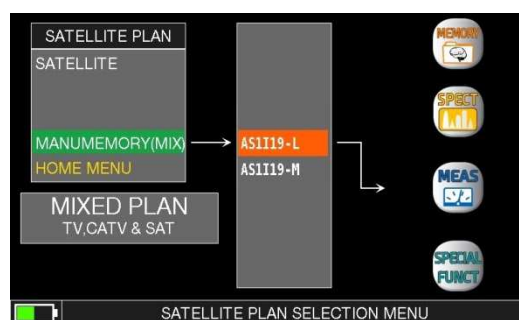 SATELLITE PLAN
SATELLITE
MANUMEMORY(MIX)
HOME MENU
MIXED PLAN
TV,CATV & SAT
AS1I19-L
AS1I19-M
MEMORY
SPECT
MEAS
SPECIAL
FUNCT
SATELLITE PLAN SELECTION MENU